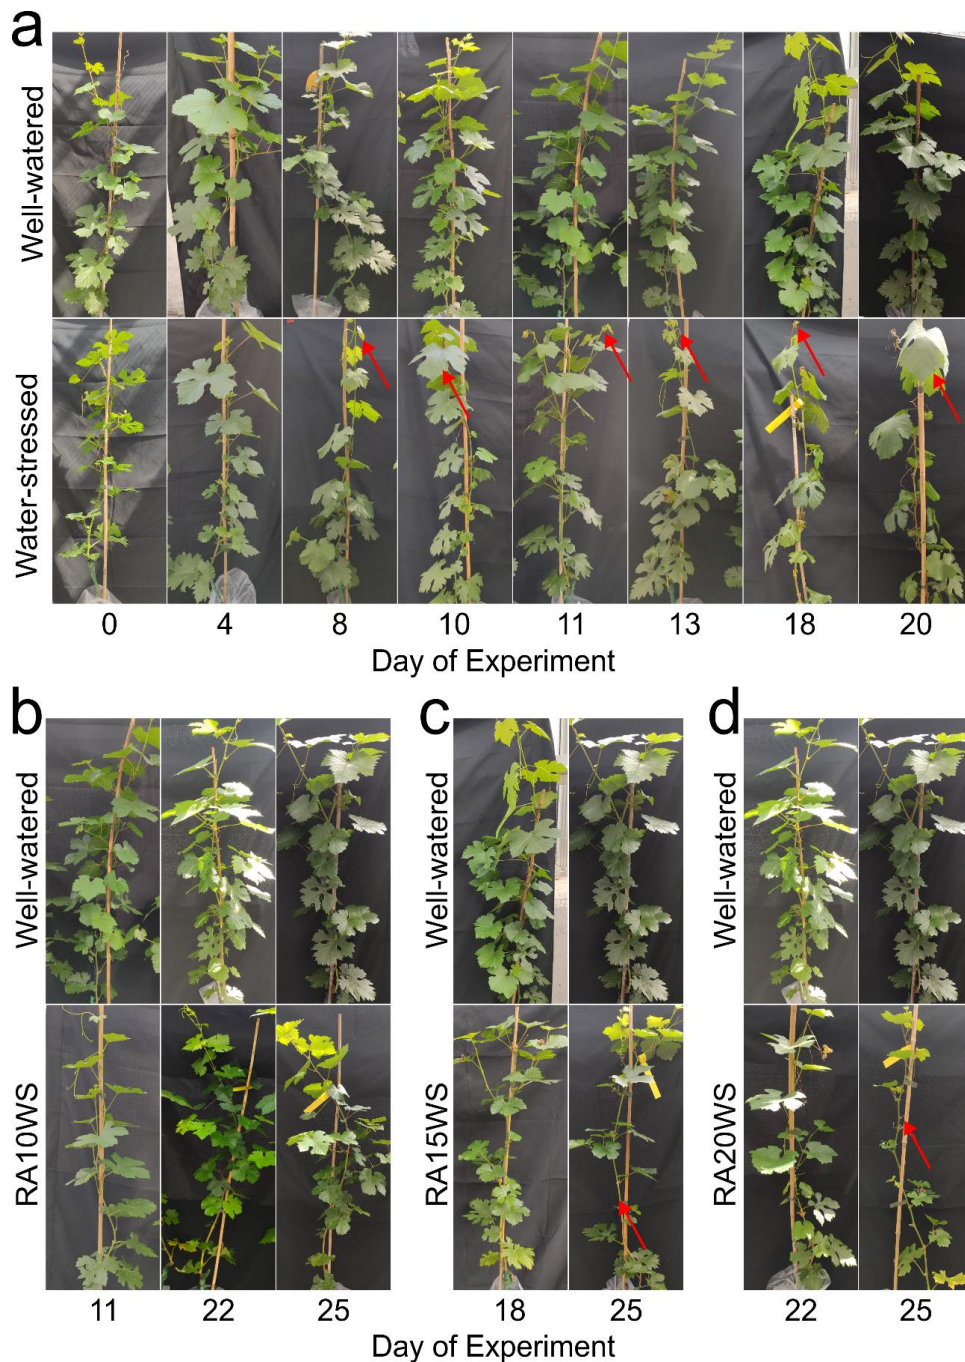 a
Well-watered
Water-stressed
0 4 8 10 11 13 18 20
Day of Experiment
b c d
Well-watered Well-watered Well-watered
RA10WS RA15WS RA20WS
11 22 25 18 25 22 25
Day of Experiment